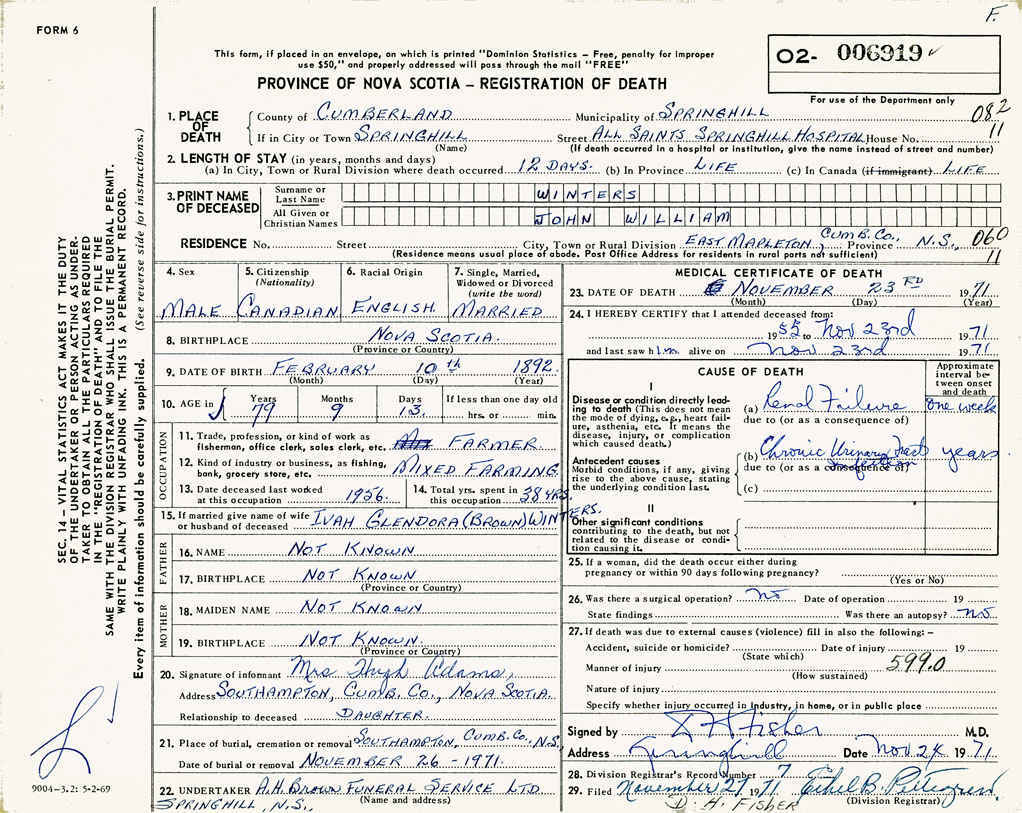 F.
FORM 6
This form, if placed in an envelope, on which is printed "Dominion Statistics – Free, penalty for improper
use $50," and properly addressed will pass through the mail "FREE"
O2- 006919
PROVINCE OF NOVA SCOTIA – REGISTRATION OF DEATH
For use of the Department only
SEC. 14 – VITAL STATISTICS ACT MAKES IT THE DUTY
OF THE UNDERTAKER OR PERSON ACTING AS UNDER-
TAKER TO OBTAIN ALL THE PARTICULARS REQUIRED
IN THE "REGISTRATION OF DEATH" AND TO FILE THE
SAME WITH THE DIVISION REGISTRAR WHO SHALL ISSUE THE BURIAL PERMIT.
WRITE PLAINLY WITH UNFADING INK. THIS IS A PERMANENT RECORD.
Every item of information should be carefully supplied. (See reverse side for instructions.)
1. PLACE OF DEATH
County of CUMBERLAND Municipality of SPRINGHILL 082
If in City or Town SPRINGHILL Street ALL SAINTS SPRINGHILL HOSPITAL House No. 11
(Name) (If death occurred in a hospital or institution, give the name instead of street and number)
2. LENGTH OF STAY (in years, months and days)
(a) In City, Town or Rural Division where death occurred 12 DAYS. (b) In Province LIFE (c) In Canada (if immigrant) LIFE
3. PRINT NAME OF DECEASED
Surname or Last Name WINTERS
All Given or Christian Names JOHN WILLIAM
RESIDENCE No. Street City, Town or Rural Division EAST MAPLETON, CUMB. CO., Province N.S. 060
(Residence means usual place of abode. Post Office Address for residents in rural parts not sufficient) 11
4. Sex 5. Citizenship (Nationality) 6. Racial Origin 7. Single, Married, Widowed or Divorced (write the word)
MALE CANADIAN ENGLISH MARRIED
8. BIRTHPLACE NOVA SCOTIA.
(Province or Country)
9. DATE OF BIRTH FEBRUARY 10th 1892.
(Month) (Day) (Year)
10. AGE in Years Months Days If less than one day old
79 9 13. hrs. or min.
OCCUPATION
11. Trade, profession, or kind of work as
fisherman, office clerk, sales clerk, etc. FARMER
12. Kind of industry or business, as fishing,
bank, grocery store, etc. MIXED FARMING
13. Date deceased last worked at this occupation 1956. 14. Total yrs. spent in this occupation 38 YRS.
15. If married give name of wife
or husband of deceased IVAH GLENDORA (BROWN) WINTERS.
FATHER
16. NAME NOT KNOWN
17. BIRTHPLACE NOT KNOWN
(Province or Country)
MOTHER
18. MAIDEN NAME NOT KNOWN
19. BIRTHPLACE NOT KNOWN.
(Province or Country)
20. Signature of informant Mrs Hugh Adams,
Address SOUTHAMPTON, CUMB. CO., NOVA SCOTIA.
Relationship to deceased DAUGHTER.
21. Place of burial, cremation or removal SOUTHAMPTON, CUMB. CO., N.S.
Date of burial or removal NOVEMBER 26 - 1971.
22. UNDERTAKER A.H. BROWN FUNERAL SERVICE LTD
SPRINGHILL, N.S., (Name and address)
9004–3.2: 5-2-69
MEDICAL CERTIFICATE OF DEATH
23. DATE OF DEATH NOVEMBER 23RD 1971
(Month) (Day) (Year)
24. I HEREBY CERTIFY that I attended deceased from:
1955 to Nov 23rd 1971
and last saw him alive on Nov 23rd 1971
CAUSE OF DEATH
Approximate interval be-tween onset and death
I
Disease or condition directly lead-
ing to death (This does not
mean the mode of dying, e.g., heart fail-
ure, asthenia, etc. It means the
disease, injury, or complication
which caused death.)
(a) Renal Failure one week
due to (or as a consequence of)
Antecedent causes
Morbid conditions, if any, giving
rise to the above cause, stating
the underlying condition last.
(b) Chronic Urinary Tract infection years
due to (or as a consequence of)
(c)
II
Other significant conditions
contributing to the death, but not
related to the disease or condi-
tion causing it.
25. If a woman, did the death occur either during
pregnancy or within 90 days following pregnancy?
(Yes or No)
26. Was there a surgical operation? no Date of operation 19
State findings Was there an autopsy? no
27. If death was due to external causes (violence) fill in also the following: –
Accident, suicide or homicide? Date of injury 19
(State which)
Manner of injury 599.0
(How sustained)
Nature of injury
Specify whether injury occurred in Industry, in home, or in public place
Signed by D H Fisher M.D.
Address Springhill Date Nov 24 1971
28. Division Registrar's Record Number 7
29. Filed November 27 1971 Ethel B. Pettigrew.
D. H. FISHER (Division Registrar)